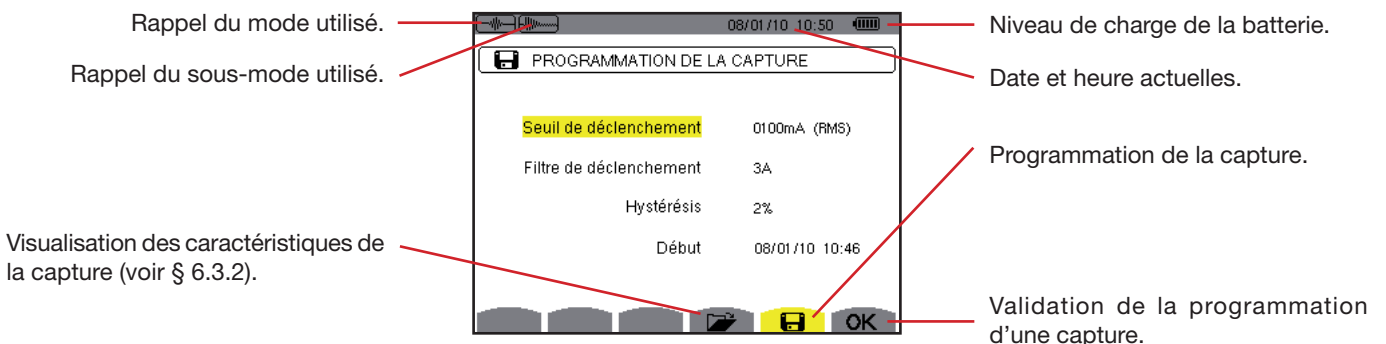 Rappel du mode utilisé.
Rappel du sous-mode utilisé.
08/01/10 10:50
Niveau de charge de la batterie.
Date et heure actuelles.
PROGRAMMATION DE LA CAPTURE
Seuil de déclenchement 0100mA (RMS)
Filtre de déclenchement 3A
Hystérésis 2%
Début 08/01/10 10:46
Programmation de la capture.
Visualisation des caractéristiques de
la capture (voir § 6.3.2).
OK
Validation de la programmation
d'une capture.